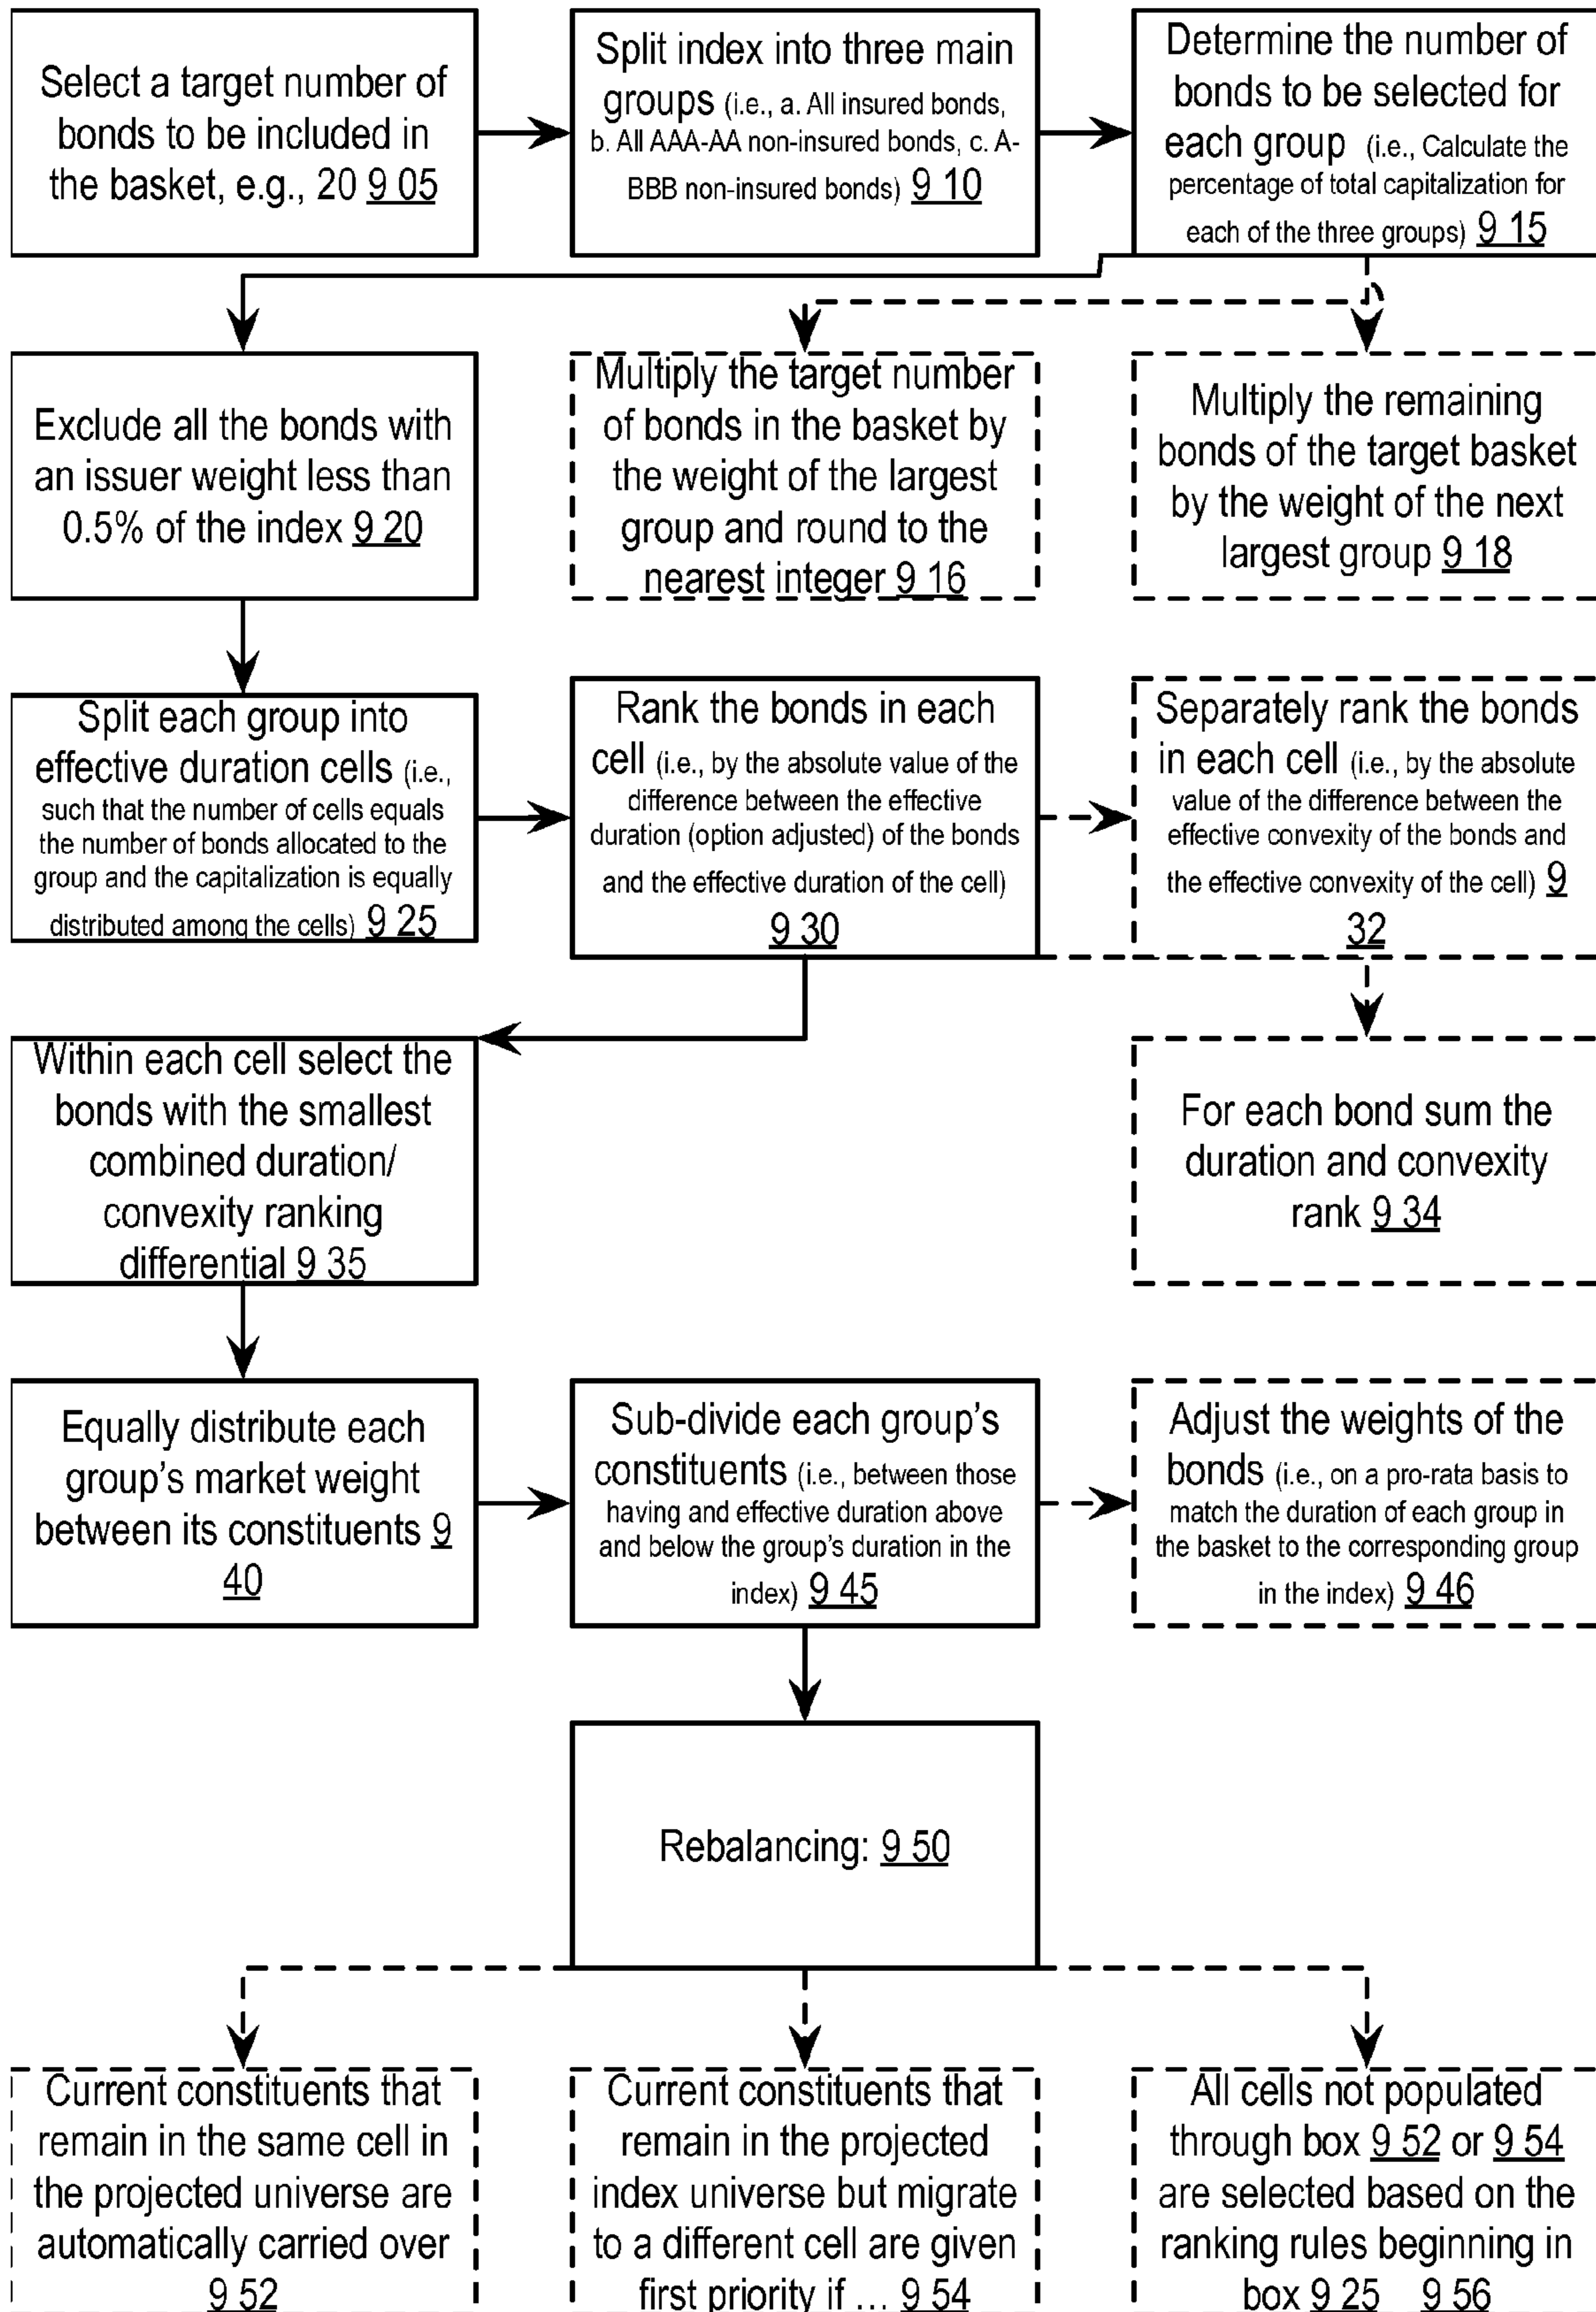 Select a target number of
bonds to be included in
the basket, e.g., 20 9 05
Split index into three main
groups (i.e., a. All insured bonds,
b. All AAA-AA non-insured bonds, c. A-
BBB non-insured bonds) 9 10
Determine the number of
bonds to be selected for
each group (i.e., Calculate the
percentage of total capitalization for
each of the three groups) 9 15
Exclude all the bonds with
an issuer weight less than
0.5% of the index 9 20
Multiply the target number
of bonds in the basket by
the weight of the largest
group and round to the
nearest integer 9 16
Multiply the remaining
bonds of the target basket
by the weight of the next
largest group 9 18
Split each group into
effective duration cells (i.e.,
such that the number of cells equals
the number of bonds allocated to the
group and the capitalization is equally
distributed among the cells) 9 25
Rank the bonds in each
cell (i.e., by the absolute value of the
difference between the effective
duration (option adjusted) of the bonds
and the effective duration of the cell)
9 30
Separately rank the bonds
in each cell (i.e., by the absolute
value of the difference between the
effective convexity of the bonds and
the effective convexity of the cell) 9
32
Within each cell select the
bonds with the smallest
combined duration/
convexity ranking
differential 9 35
For each bond sum the
duration and convexity
rank 9 34
Equally distribute each
group's market weight
between its constituents 9
40
Sub-divide each group's
constituents (i.e., between those
having and effective duration above
and below the group's duration in the
index) 9 45
Adjust the weights of the
bonds (i.e., on a pro-rata basis to
match the duration of each group in
the basket to the corresponding group
in the index) 9 46
Rebalancing: 9 50
Current constituents that
remain in the same cell in
the projected universe are
automatically carried over
9 52
Current constituents that
remain in the projected
index universe but migrate
to a different cell are given
first priority if ... 9 54
All cells not populated
through box 9 52 or 9 54
are selected based on the
ranking rules beginning in
box 9 25 9 56